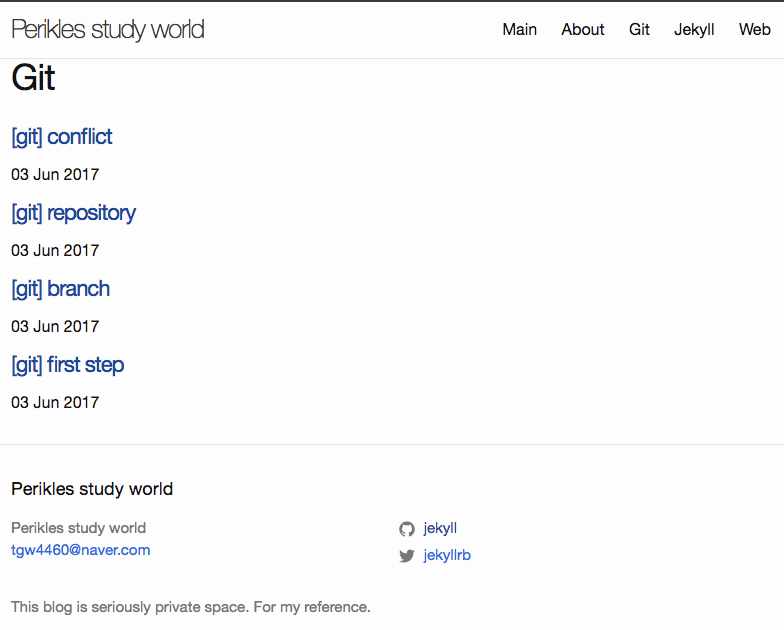 Perikles study world
Main About Git Jekyll Web
Git
[git] conflict
03 Jun 2017
[git] repository
03 Jun 2017
[git] branch
03 Jun 2017
[git] first step
03 Jun 2017
Perikles study world
Perikles study world
tgw4460@naver.com
jekyll
jekyllrb
This blog is seriously private space. For my reference.